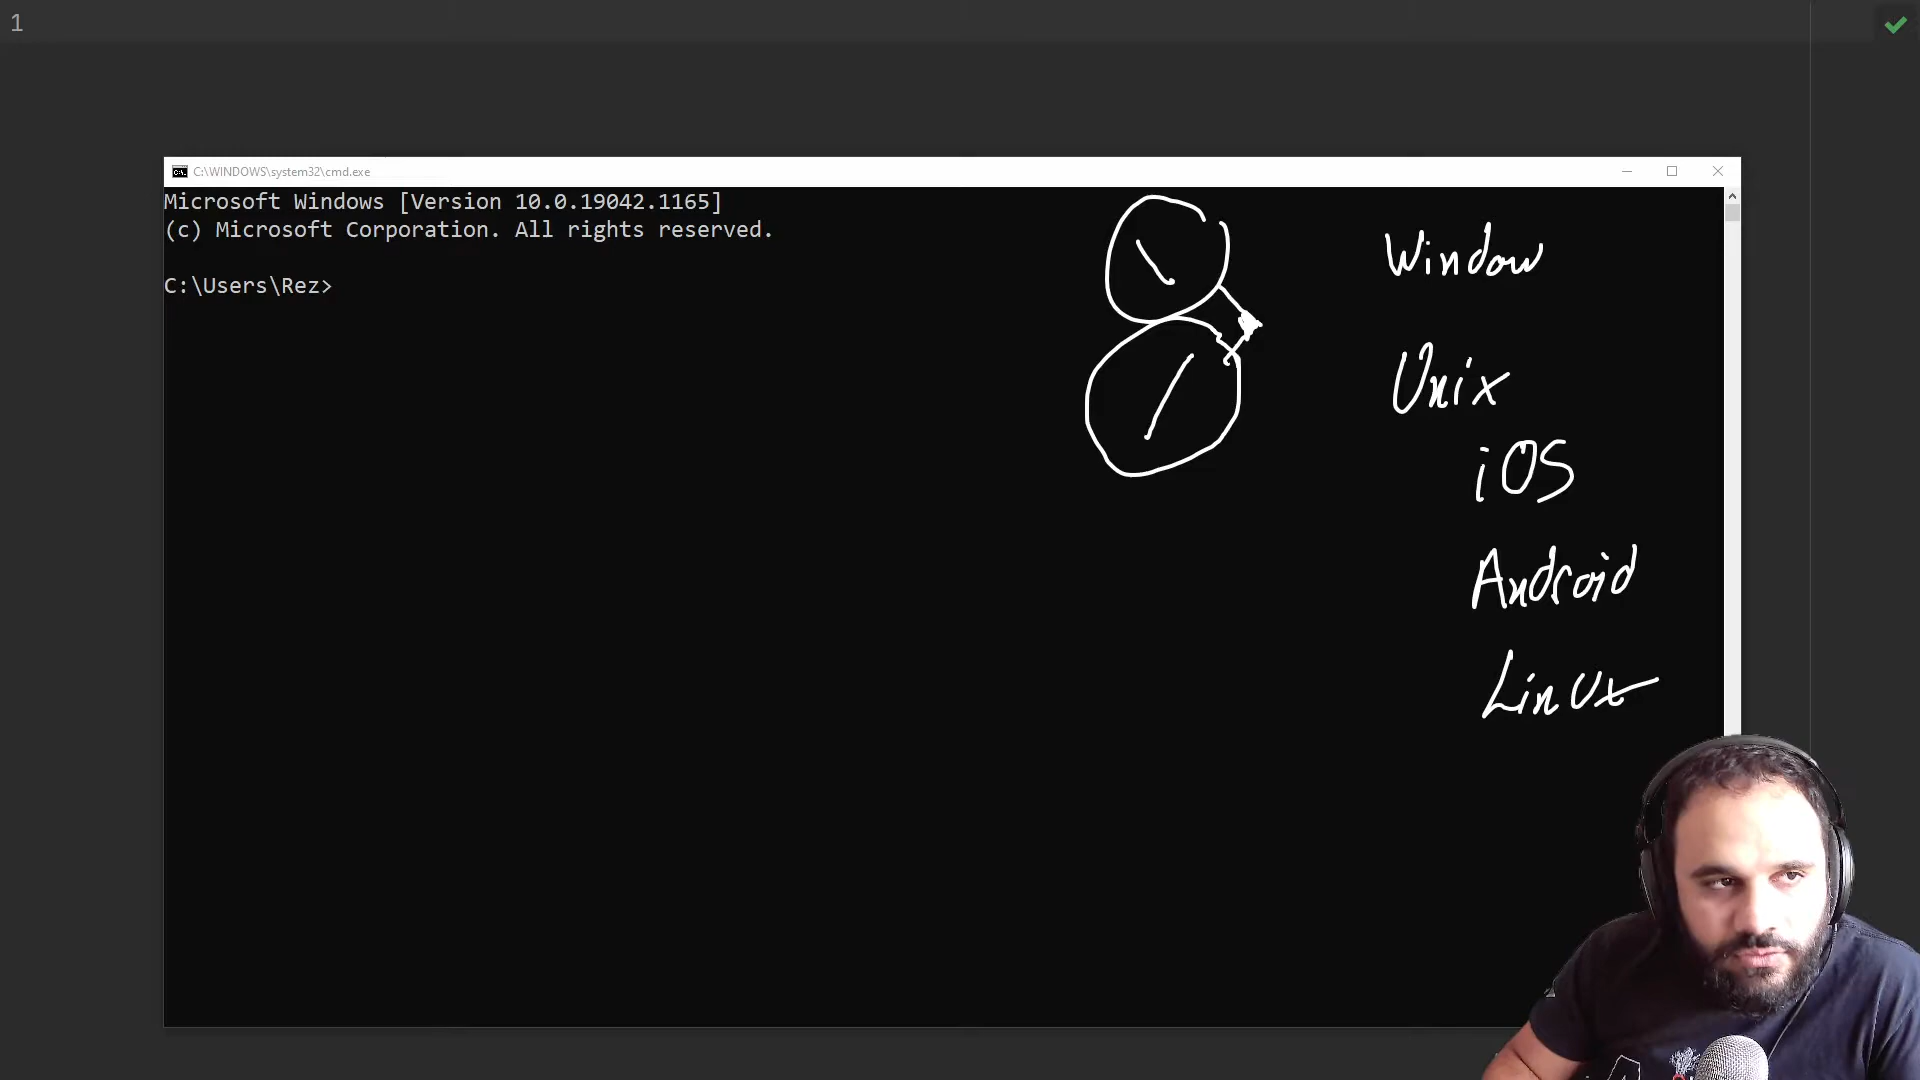 1
C:\WINDOWS\system32\cmd.exe
Microsoft Windows [Version 10.0.19042.1165]
(c) Microsoft Corporation. All rights reserved.
C:\Users\Rez>
\
/
Window
Unix
iOS
Android
Linux